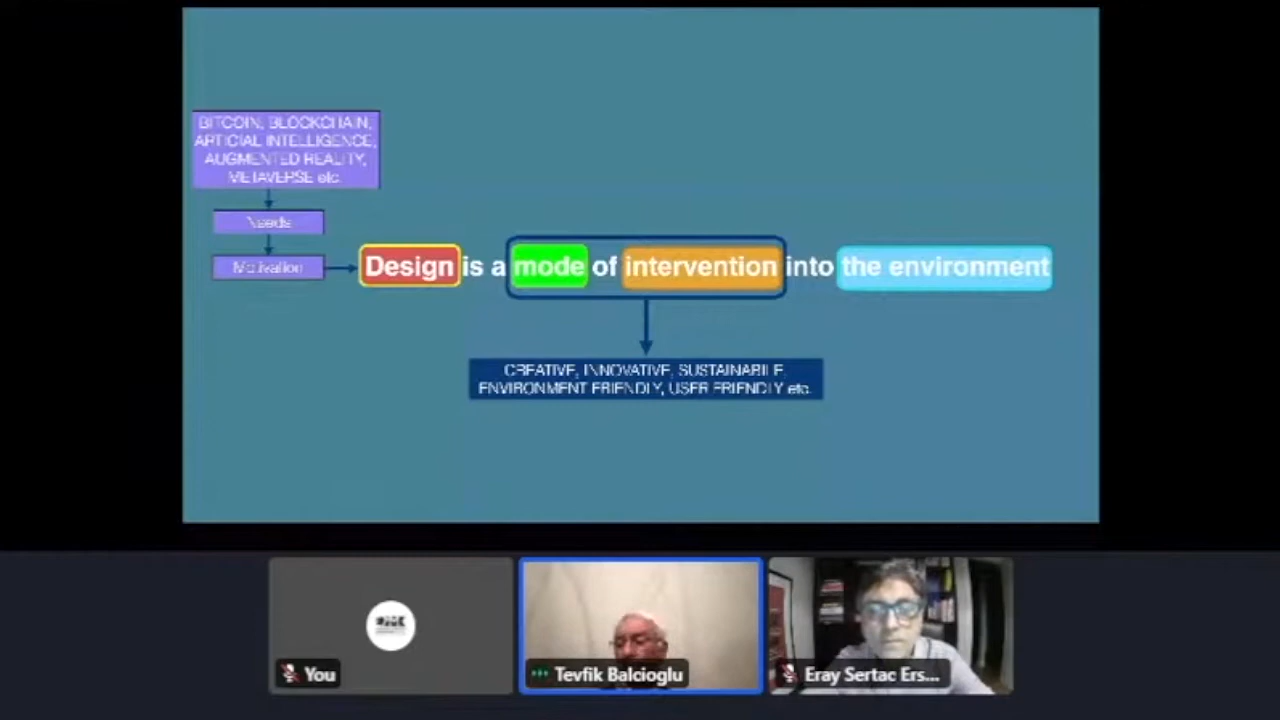 BITCOIN, BLOCKCHAIN,
ARTICIAL INTELLIGENCE,
AUGMENTED REALITY,
METAVERSE etc.
Needs
Motivation
Design is a mode of intervention into the environment
CREATIVE, INNOVATIVE, SUSTAINABILE,
ENVIRONMENT FRIENDLY, USER FRIENDLY etc.
You
Tevfik Balcioglu
Eray Sertac Ers...